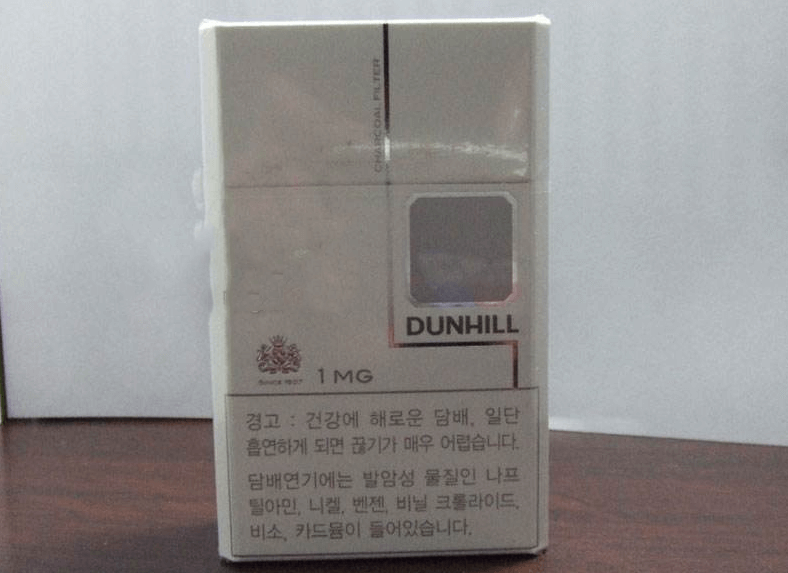 CHARCOAL FILTER
DUNHILL
SINCE 1907
1 MG
경고 : 건강에 해로운 담배, 일단
흡연하게 되면 끊기가 매우 어렵습니다.
담배연기에는 발암성 물질인 나프
틸아민, 니켈, 벤젠, 비닐 크롤라이드,
비소, 카드뮴이 들어있습니다.